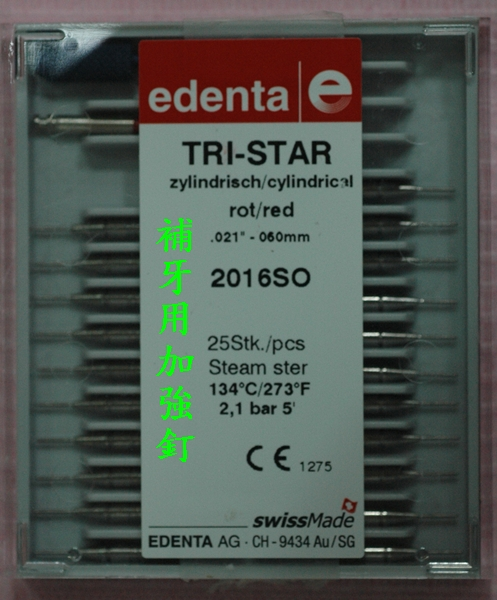 edenta e
TRI-STAR
zylindrisch/cylindrical
rot/red
.021" - 060mm
2016SO
25Stk./pcs
Steam ster
134°C/273°F
2,1 bar 5'
CE 1275
swissMade
EDENTA AG · CH - 9434 Au/SG
補牙用加強釘